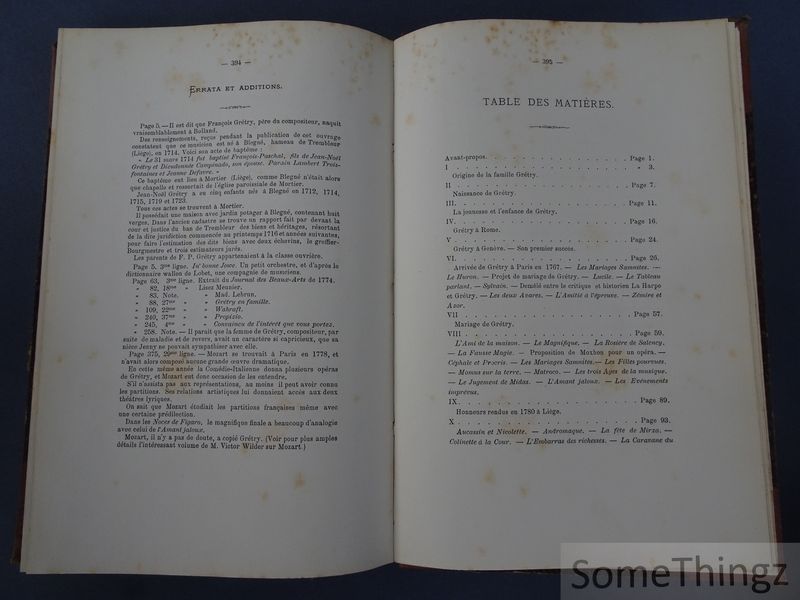 — 394 —
ERRATA ET ADDITIONS.
Page 5. — Il est dit que François Grétry, père du compositeur, naquit
vraisemblablement à Bolland.
Des renseignements, reçus pendant la publication de cet ouvrage
constatent que ce musicien est né à Blegné, hameau de Trembleur
(Liége), en 1714. Voici son acte de baptême :
« Le 31 mars 1714 fut baptisé François-Paschal, fils de Jean-Noël
Grétry et Dieudonnée Campinado, son épouse. Parrain Lambert Trois-
fontaines et Jeanne Defavre. »
Ce baptême eut lieu à Mortier (Liége), comme Blegné n'était alors
que chapelle et ressortait de l'église paroissiale de Mortier.
Jean-Noël Grétry a eu cinq enfants nés à Blegné en 1712, 1714,
1715, 1719 et 1723.
Tous ces actes se trouvent à Mortier.
Il possédait une maison avec jardin potager à Blegné, contenant huit
verges. Dans l'ancien cadastre se trouve un rapport fait par devant la
cour et justice du ban de Trembleur des biens et héritages, résortant
de la dire juridiction commencée au printemps 1716 et années suivantes,
pour faire l'estimation des dits biens avec deux échevins, le greffier-
Bourgmestre et trois estimateurs jurés.
Les parents de F. P. Grétry appartenaient à la classe ouvrière.
Page 5, 3me ligne. Ju' bonne Joce. Un petit orchestre, et d'après le
dictionnaire wallon de Lobet, une compagnie de musiciens.
Page 63, 3me ligne. Extrait du Journal des Beaux-Arts de 1774.
» 82, 18me » Lisez Meunier.
» 83. Note. » Mad. Lebrun.
» 88, 27me » » Grétry en famille.
» 109, 22me » » Wahraft.
» 240, 37me » » Propizio.
» 245, 4me » » Convaincu de l'intérêt que vous portez.
» 258. Note. — Il parait que la femme de Grétry, compositeur, par
suite de maladie et de revers, avait un caractère si capricieux, que sa
nièce Jenny ne pouvait sympathiser avec elle.
Page 375, 29me ligne. — Mozart se trouvait à Paris en 1778, et
n'avait alors composé aucune grande œuvre dramatique.
En cette même année la Comédie-Italienne donna plusieurs opéras
de Grétry, et Mozart eut donc occasion de les entendre.
S'il n'assista pas aux représentations, au moins il peut avoir connu
les partitions. Ses relations artistiques lui donnaient accès aux deux
théâtres lyriques.
On sait que Mozart étudiait les partitions françaises même avec
une certaine prédilection.
Dans les Noces de Figaro, le magnifique finale a beaucoup d'analogie
avec celui de l'Amant jaloux.
Mozart, il n'y a pas de doute, a copié Grétry. (Voir pour plus amples
détails l'intéressant volume de M. Victor Wilder sur Mozart.)
— 395 —
TABLE DES MATIÈRES.
Avant-propos. . . . . . . . . . . . . . Page 1.
I . . . . . . . . . . . . . . » 3.
Origine de la famille Grétry.
II . . . . . . . . . . . . . . Page 7.
Naissance de Grétry.
III. . . . . . . . . . . . . . Page 11.
La jeunesse et l'enfance de Grétry.
IV. . . . . . . . . . . . . . Page 16.
Grétry à Rome.
V . . . . . . . . . . . . . . Page 24.
Grétry à Genève. — Son premier succès.
VI. . . . . . . . . . . . . . Page 26.
Arrivée de Grétry à Paris en 1767. — Les Mariages Samnites. —
Le Huron. — Projet de mariage de Grétry. — Lucile. — Le Tableau
parlant. — Sylvain. — Démêlé entre le critique et historien La Harpe
et Grétry. — Les deux Avares. — L'Amitié à l'épreuve. — Zémire et
Azor.
VII . . . . . . . . . . . . . . Page 57.
Mariage de Grétry.
VIII . . . . . . . . . . . . . . Page 59.
L'Ami de la maison. — Le Magnifique. — La Rosière de Salency.
— La Fausse Magie. — Proposition de Moxhon pour un opéra. —
Céphale et Procris. — Les Mariages Samnites. — Les Filles pourvues.
— Momus sur la terre. — Matroco. — Les trois Ages de la musique.
— Le Jugement de Midas. — L'Amant jaloux. — Les Evénements
imprévus.
IX. . . . . . . . . . . . . . Page 89.
Honneurs rendus en 1780 à Liége.
X . . . . . . . . . . . . . . Page 93.
Aucassin et Nicolette. — Andromaque. — La fête de Mirza. —
Colinette à la Cour. — L'Embarras des richesses. — La Caravane du
SomeThingz